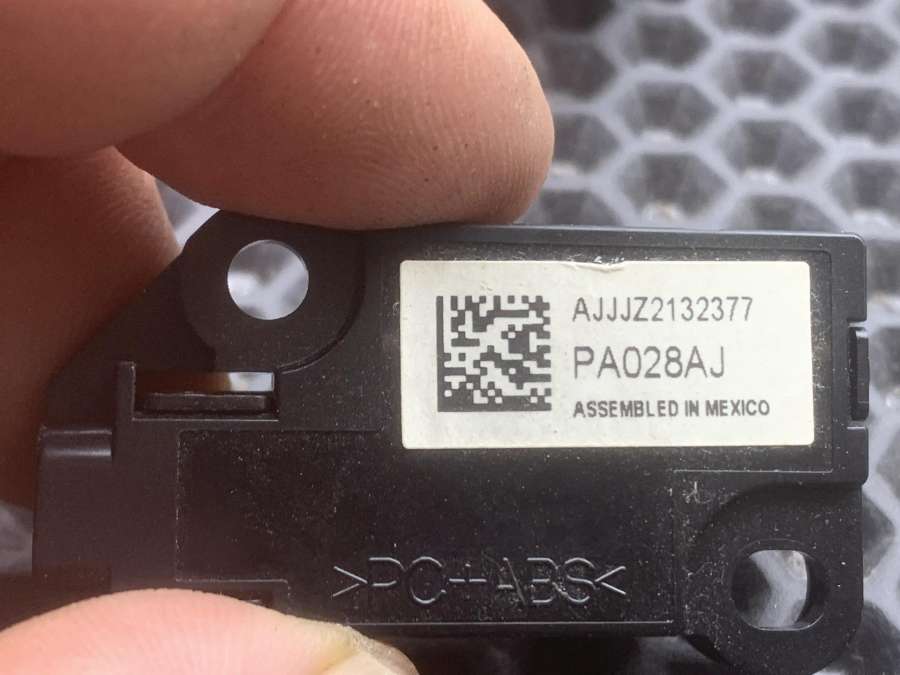 AJJJZ2132377
PA028AJ
ASSEMBLED IN MEXICO
>PC+ABS<